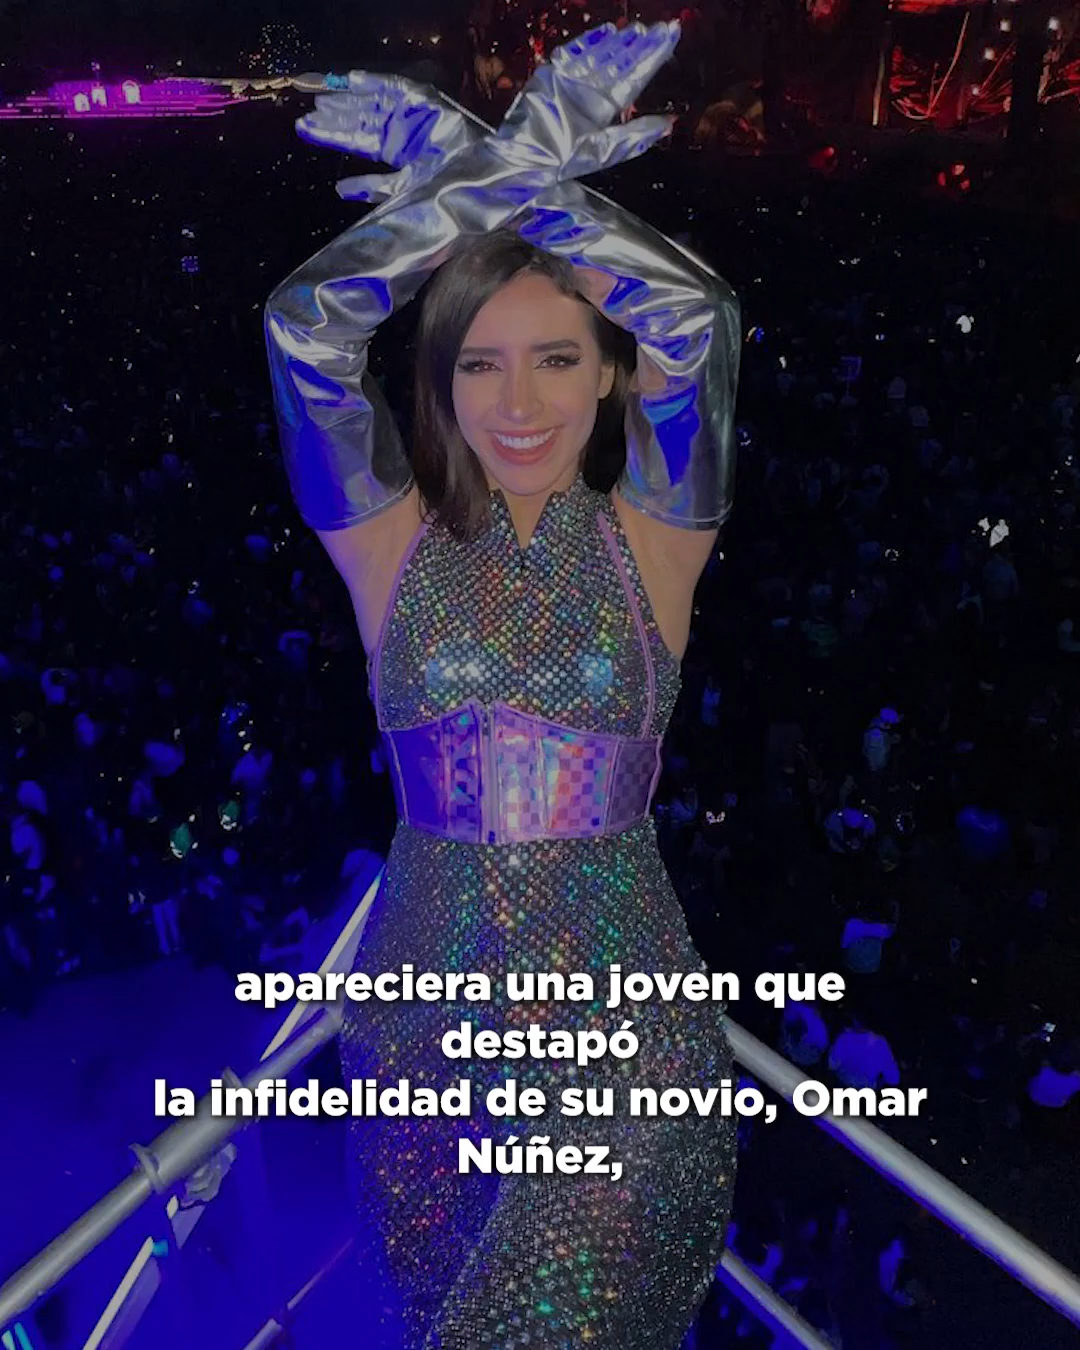 apareciera una joven que
destapó
la infidelidad de su novio, Omar
Núñez,